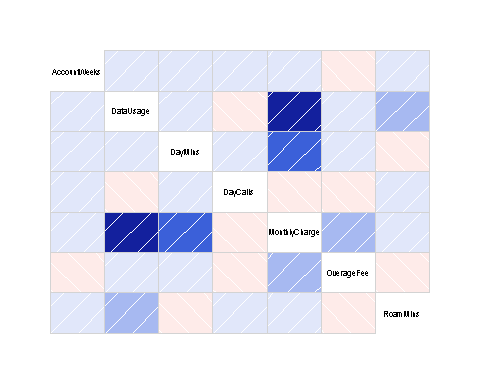 AccountWeeks
DataUsage
DayMins
DayCalls
MonthlyCharge
OverageFee
RoamMins